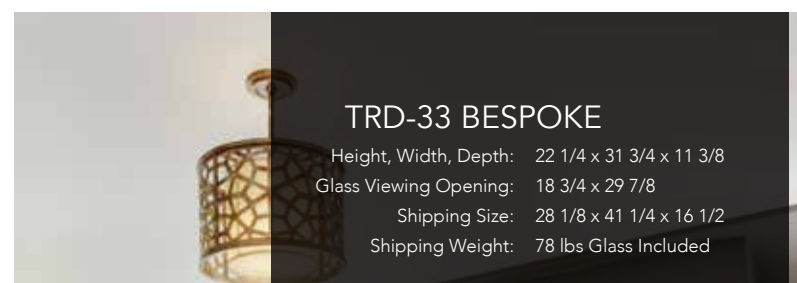 TRD-33 BESPOKE
Height, Width, Depth: 22 1/4 x 31 3/4 x 11 3/8
Glass Viewing Opening: 18 3/4 x 29 7/8
Shipping Size: 28 1/8 x 41 1/4 x 16 1/2
Shipping Weight: 78 lbs Glass Included